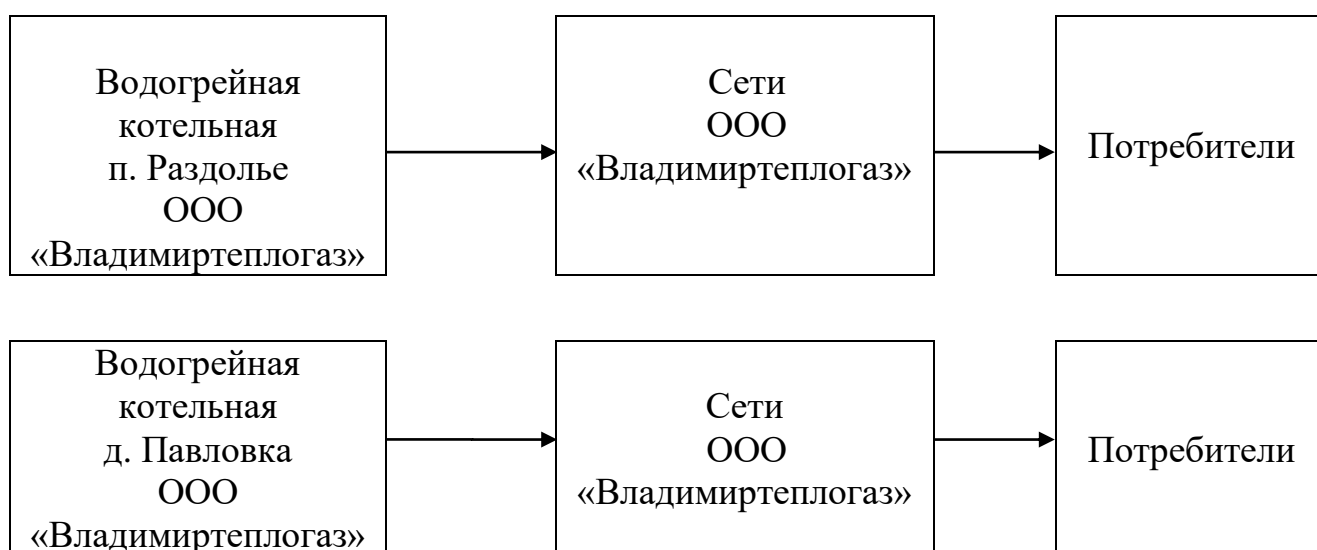 Водогрейная
котельная
п. Раздолье
ООО
«Владимиртеплогаз»
Сети
ООО
«Владимиртеплогаз»
Потребители
Водогрейная
котельная
д. Павловка
ООО
«Владимиртеплогаз»
Сети
ООО
«Владимиртеплогаз»
Потребители